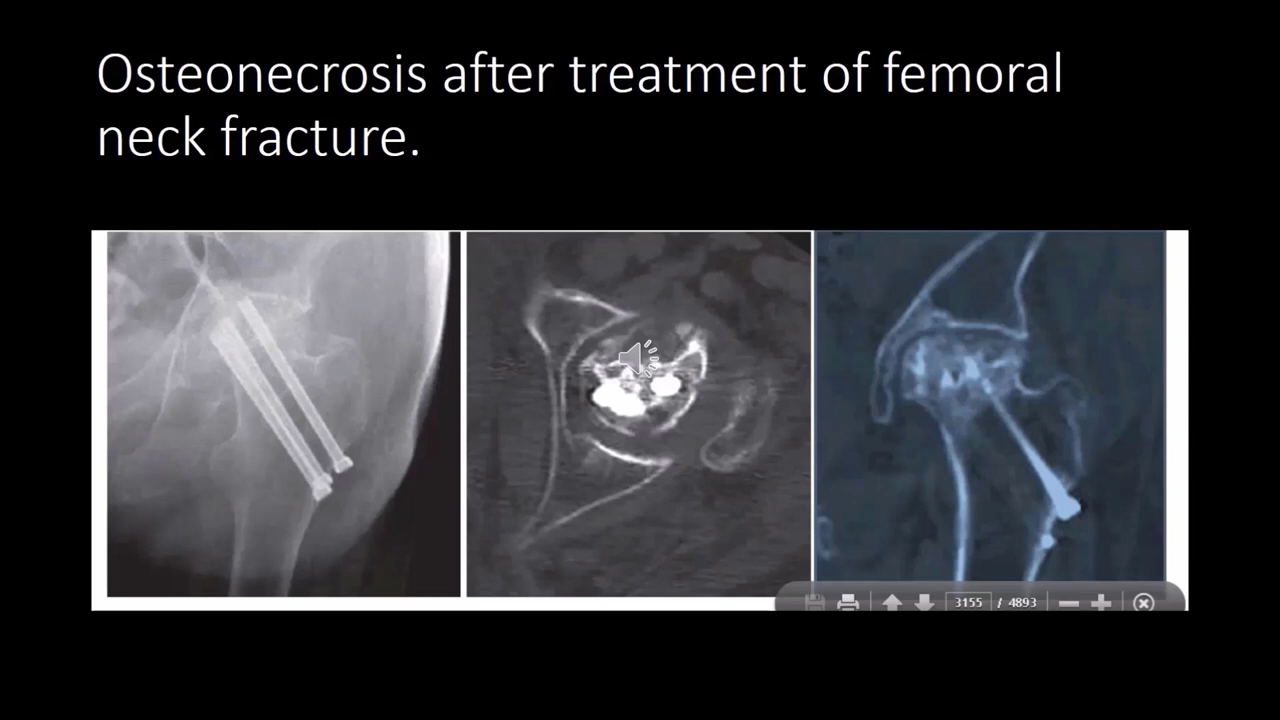 Osteonecrosis after treatment of femoral
neck fracture.
3155 / 4893